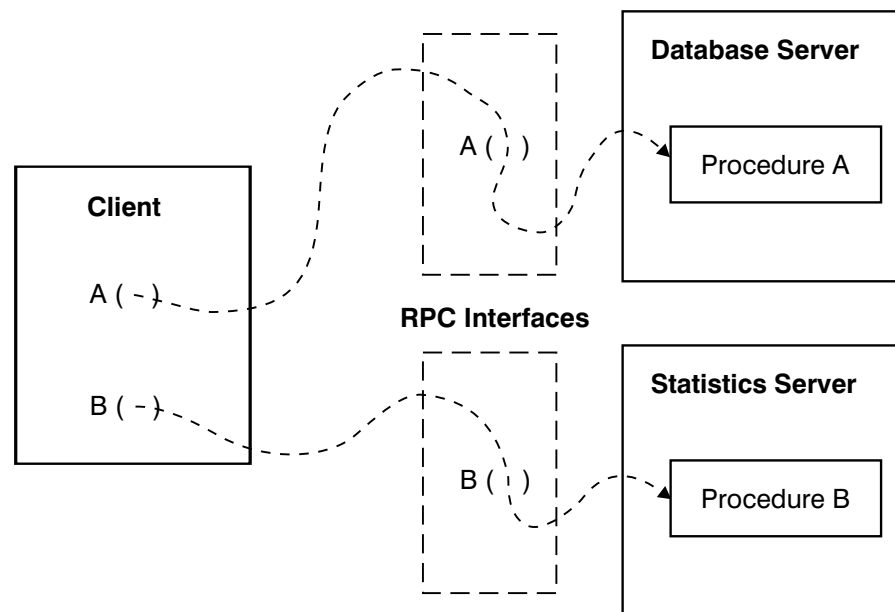 Database Server
A ( )
Procedure A
Client
A ( )
RPC Interfaces
B ( )
Statistics Server
B ( )
Procedure B